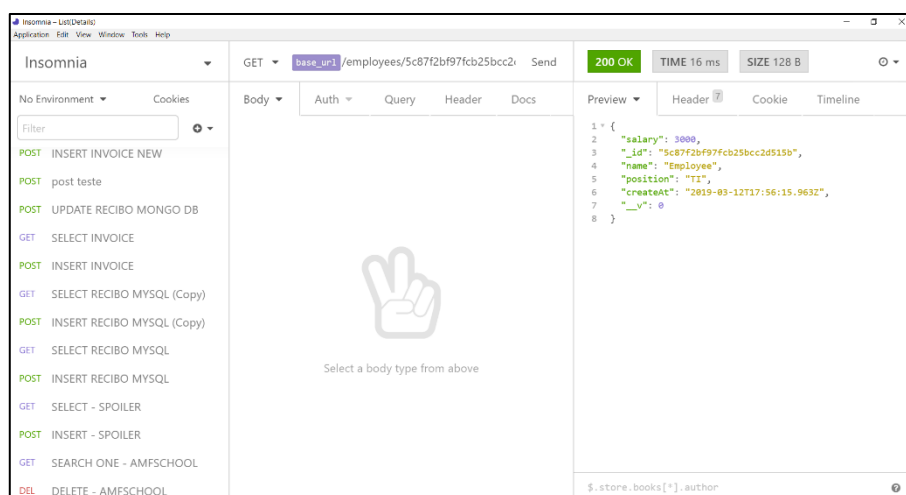 Insomnia – List(Details)
Application Edit View Window Tools Help
Insomnia
No Environment Cookies
Filter
POST INSERT INVOICE NEW
POST post teste
POST UPDATE RECIBO MONGO DB
GET SELECT INVOICE
POST INSERT INVOICE
GET SELECT RECIBO MYSQL (Copy)
POST INSERT RECIBO MYSQL (Copy)
GET SELECT RECIBO MYSQL
POST INSERT RECIBO MYSQL
GET SELECT - SPOILER
POST INSERT - SPOILER
GET SEARCH ONE - AMFSCHOOL
DEL DELETE - AMFSCHOOL
GET base_url /employees/5c87f2bf97fcb25bcc2 Send
Body Auth Query Header Docs
Select a body type from above
200 OK TIME 16 ms SIZE 128 B
Preview Header 7 Cookie Timeline
1 {
2 "salary": 3000,
3 "_id": "5c87f2bf97fcb25bcc2d515b",
4 "name": "Employee",
5 "position": "TI",
6 "createAt": "2019-03-12T17:56:15.963Z",
7 "__v": 0
8 }
$.store.books[*].author